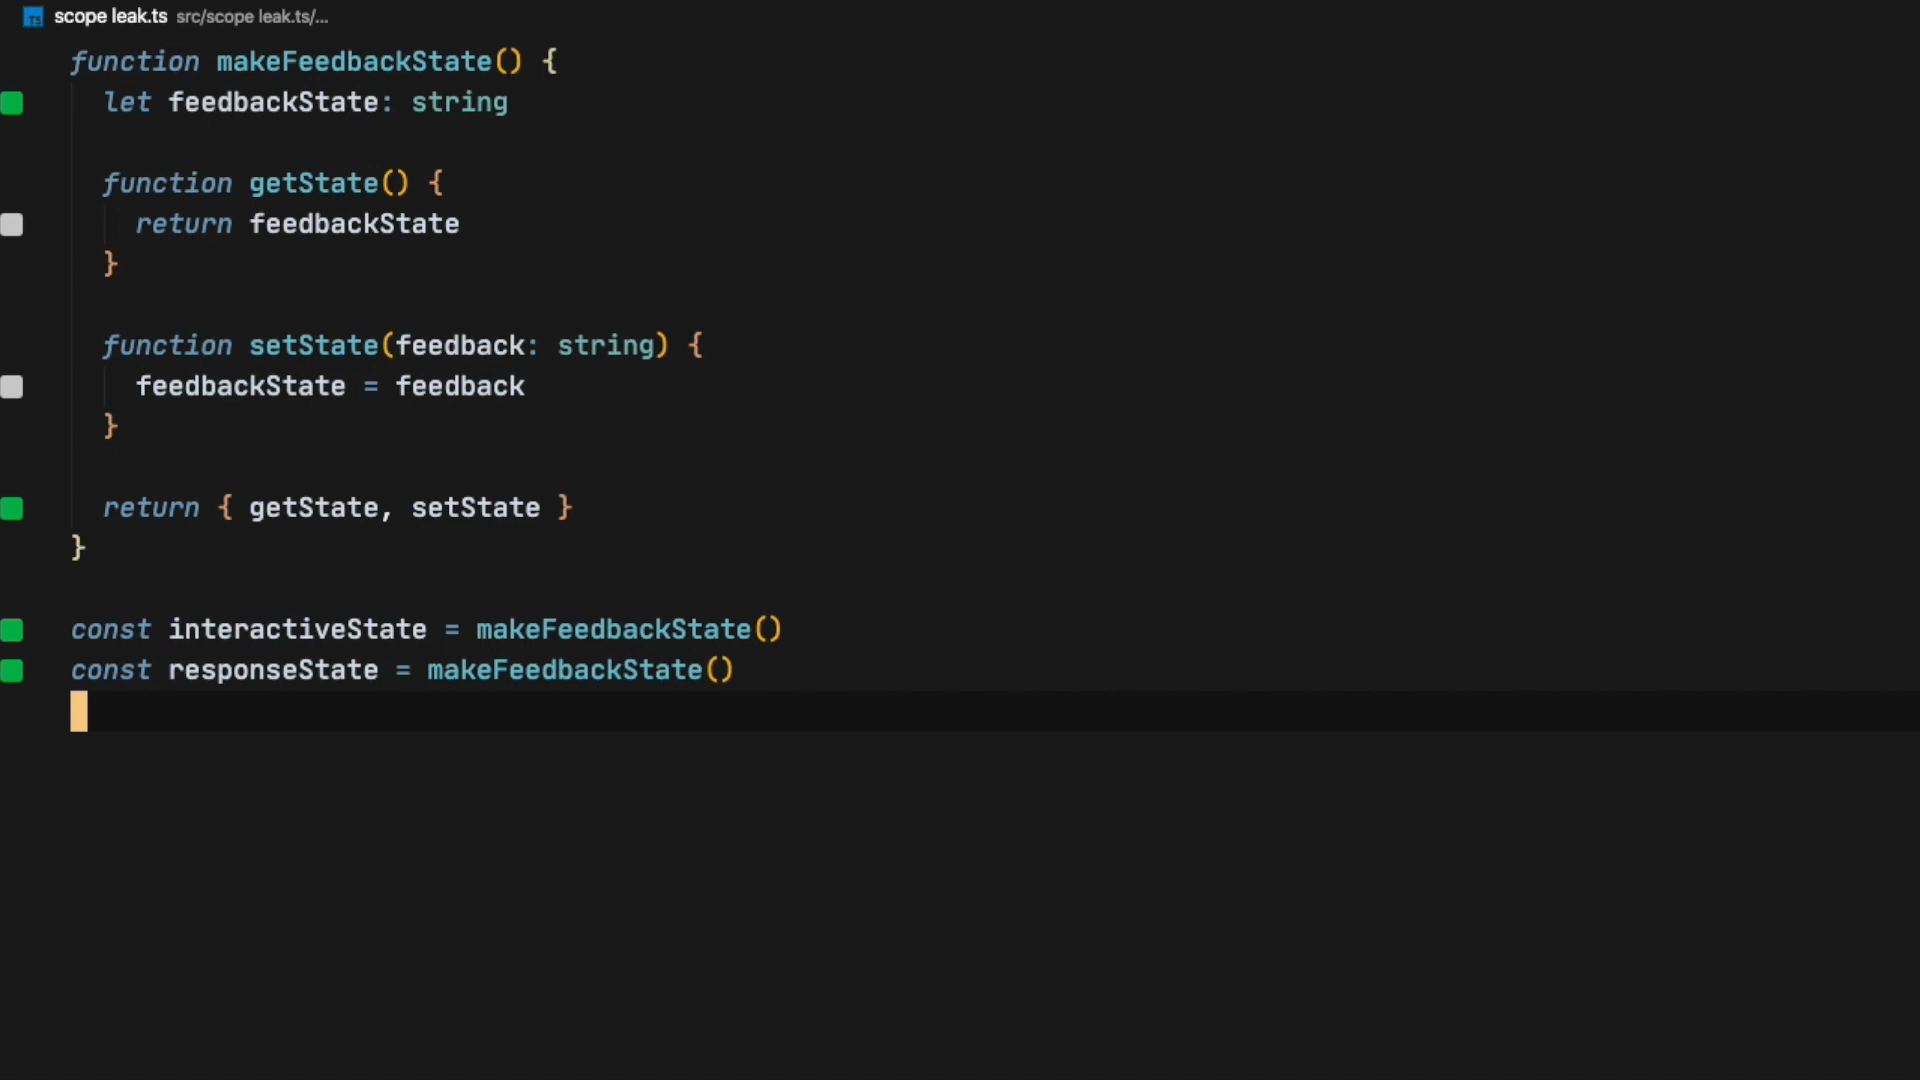 TS scope leak.ts src/scope leak.ts/...
function makeFeedbackState() {
let feedbackState: string
function getState() {
return feedbackState
}
function setState(feedback: string) {
feedbackState = feedback
}
return { getState, setState }
}
const interactiveState = makeFeedbackState()
const responseState = makeFeedbackState()